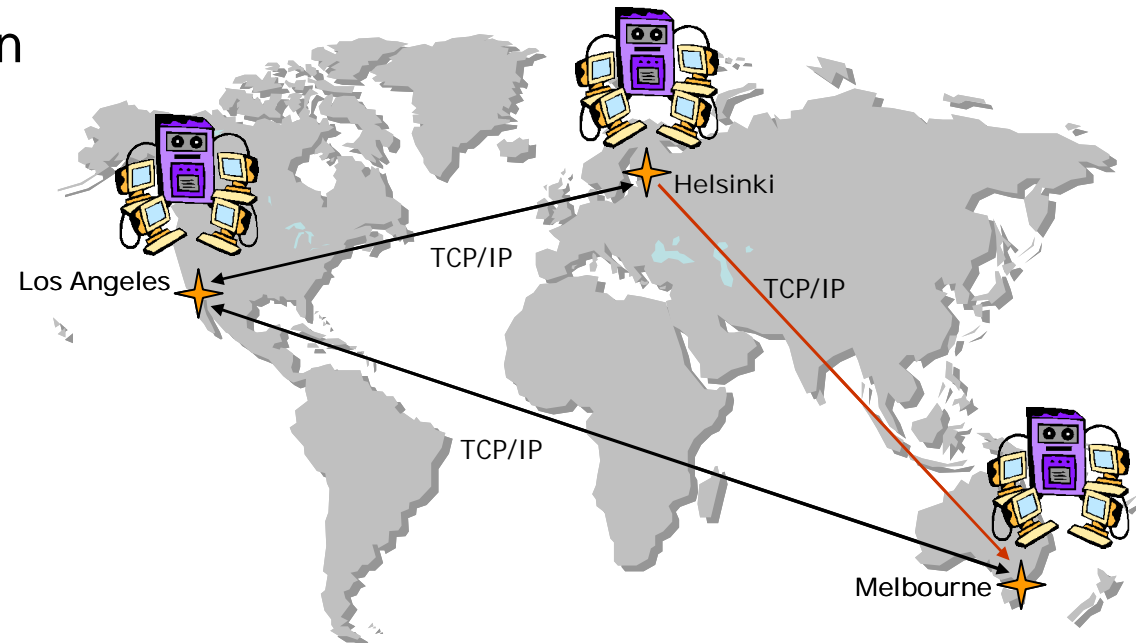 n
Helsinki
TCP/IP
Los Angeles
TCP/IP
TCP/IP
Melbourne